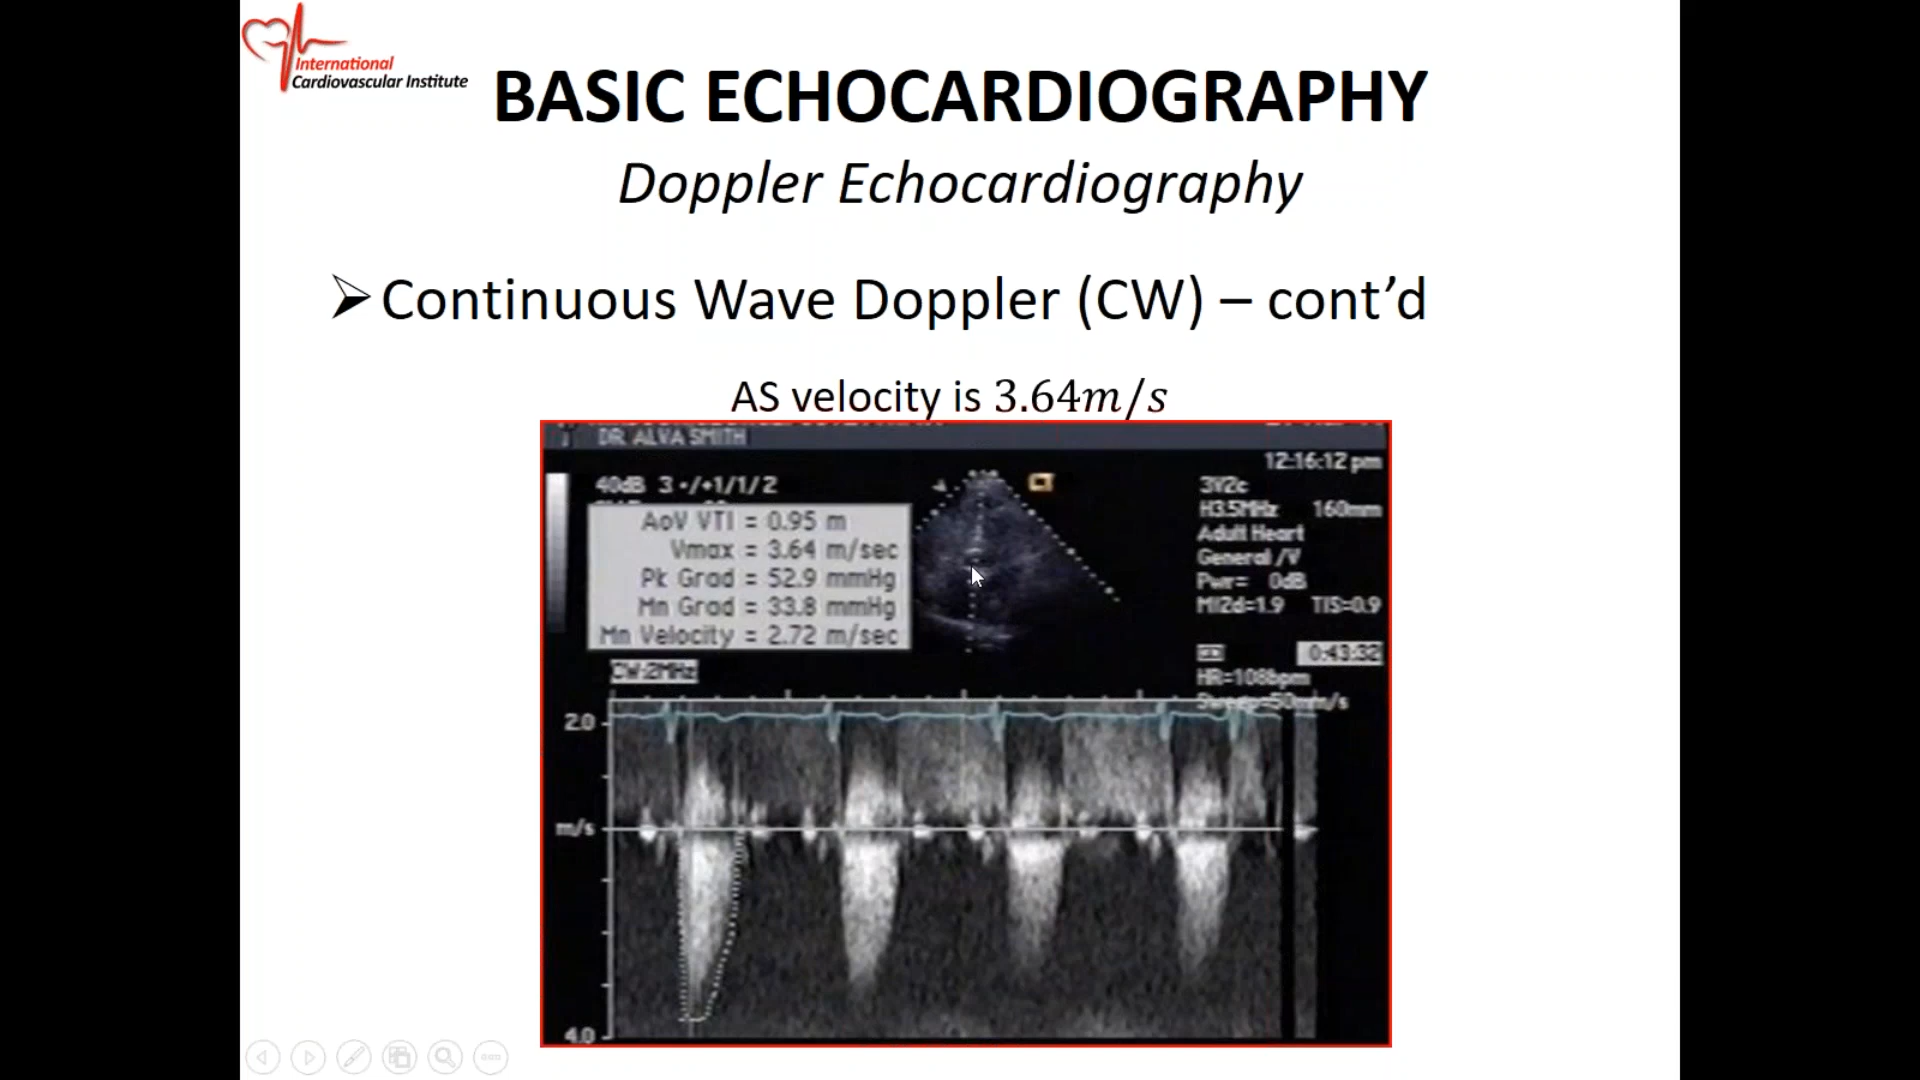 International
Cardiovascular Institute
BASIC ECHOCARDIOGRAPHY
Doppler Echocardiography
Continuous Wave Doppler (CW) – cont’d
AS velocity is 3.64m/s
DR. ALVA SMITH
12:16:12 pm
40dB 3 •/+1/1/2
AoV VTI = 0.95 m
Vmax = 3.64 m/sec
Pk Grad = 52.9 mmHg
Mn Grad = 33.8 mmHg
Mn Velocity = 2.72 m/sec
3V2c
H3.5MHz 160mm
Adult Heart
General /V
Pwr= 0dB
MI2d=1.9 TIS=0.9
CW:2MHz
0:43:32
HR=108bpm
Sweep=50mm/s
2.0
m/s
4.0